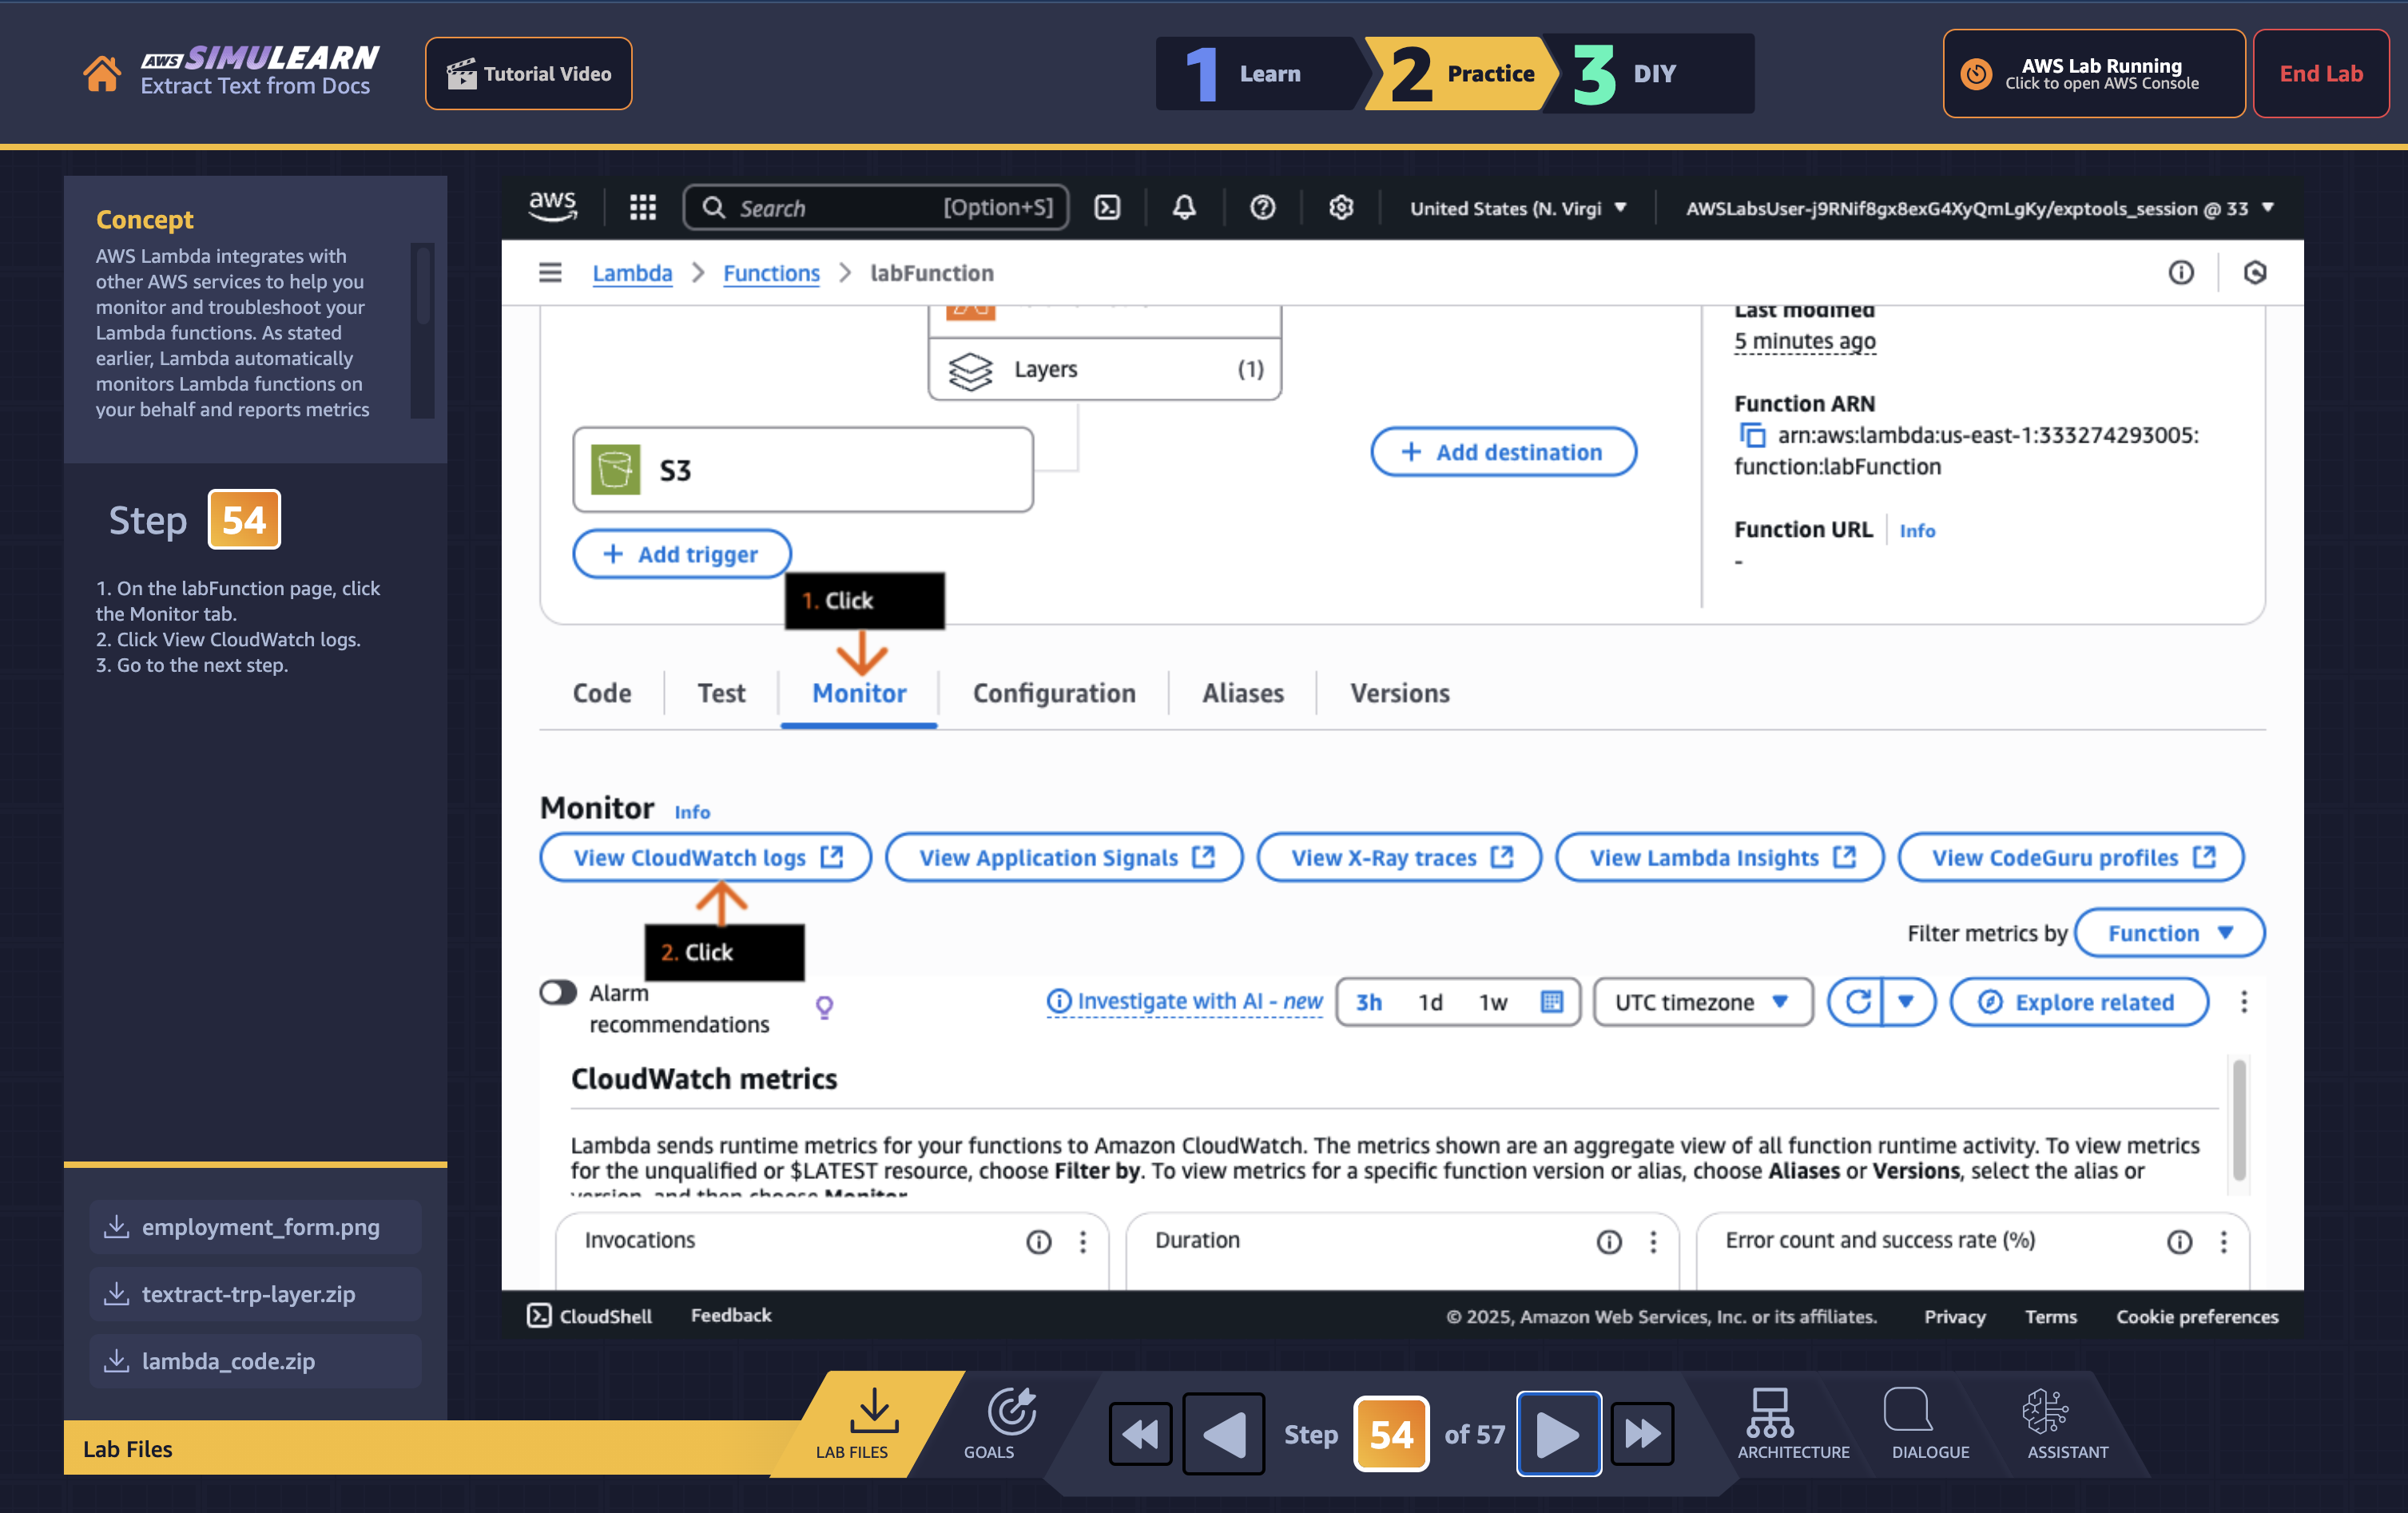 aws SIMULEARN
Extract Text from Docs
Tutorial Video
1 Learn
2 Practice
3 DIY
AWS Lab Running
Click to open AWS Console
End Lab
Concept
AWS Lambda integrates with
other AWS services to help you
monitor and troubleshoot your
Lambda functions. As stated
earlier, Lambda automatically
monitors Lambda functions on
your behalf and reports metrics
Step 54
1. On the labFunction page, click
the Monitor tab.
2. Click View CloudWatch logs.
3. Go to the next step.
employment_form.png
textract-trp-layer.zip
lambda_code.zip
Lab Files
aws
Search [Option+S]
United States (N. Virgi
AWSLabsUser-j9RNif8gx8exG4XyQmLgKy/exptools_session @ 33
Lambda > Functions > labFunction
Layers (1)
S3
+ Add destination
+ Add trigger
Last modified
5 minutes ago
Function ARN
arn:aws:lambda:us-east-1:333274293005:
function:labFunction
Function URL Info
-
1. Click
Code Test Monitor Configuration Aliases Versions
Monitor Info
View CloudWatch logs View Application Signals View X-Ray traces View Lambda Insights View CodeGuru profiles
2. Click
Filter metrics by Function
Alarm
recommendations
Investigate with AI - new 3h 1d 1w UTC timezone Explore related
CloudWatch metrics
Lambda sends runtime metrics for your functions to Amazon CloudWatch. The metrics shown are an aggregate view of all function runtime activity. To view metrics
for the unqualified or $LATEST resource, choose Filter by. To view metrics for a specific function version or alias, choose Aliases or Versions, select the alias or
version, and then choose Monitor.
Invocations
Duration
Error count and success rate (%)
CloudShell Feedback © 2025, Amazon Web Services, Inc. or its affiliates. Privacy Terms Cookie preferences
LAB FILES
GOALS
Step 54 of 57
ARCHITECTURE
DIALOGUE
ASSISTANT